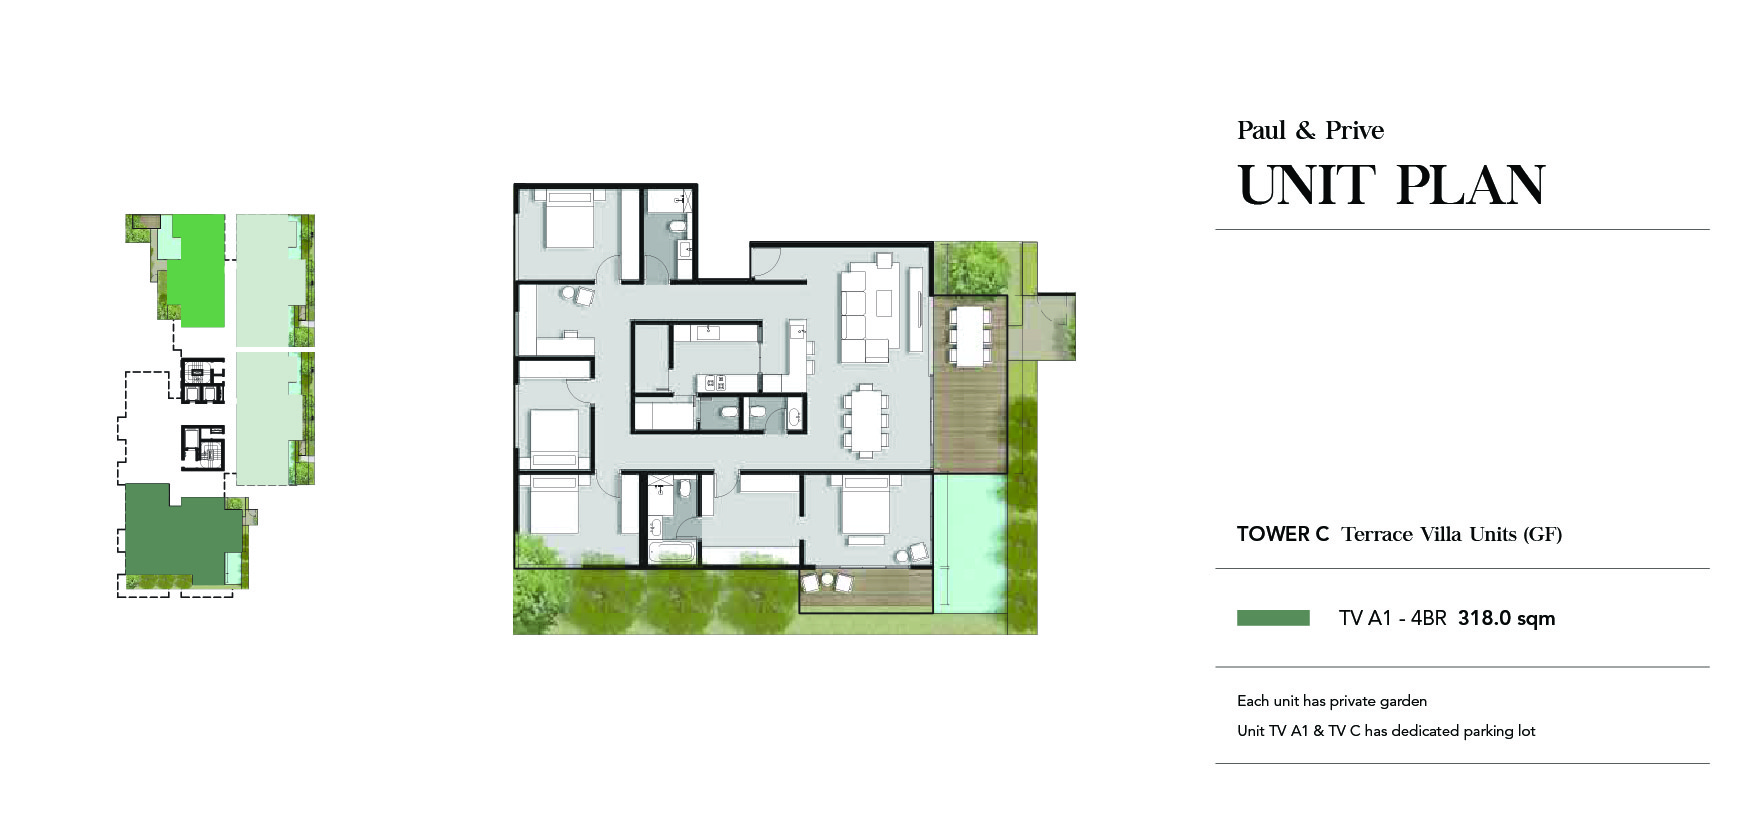 Paul & Prive
UNIT PLAN
TOWER C Terrace Villa Units (GF)
TV A1 - 4BR 318.0 sqm
Each unit has private garden
Unit TV A1 & TV C has dedicated parking lot